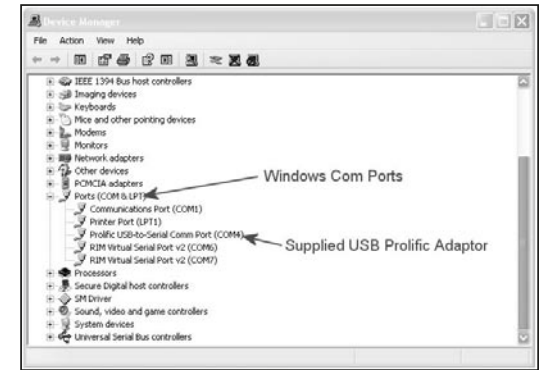 Device Manager
File Action View Help
IEEE 1394 Bus host controllers
Imaging devices
Keyboards
Mice and other pointing devices
Modems
Monitors
Network adapters
Other devices
PCMCIA adapters
Ports (COM & LPT)
Windows Com Ports
Communications Port (COM1)
Printer Port (LPT1)
Prolific USB-to-Serial Comm Port (COM4)
Supplied USB Prolific Adaptor
RIM Virtual Serial Port v2 (COM6)
RIM Virtual Serial Port v2 (COM7)
Processors
Secure Digital host controllers
SM Driver
Sound, video and game controllers
System devices
Universal Serial Bus controllers